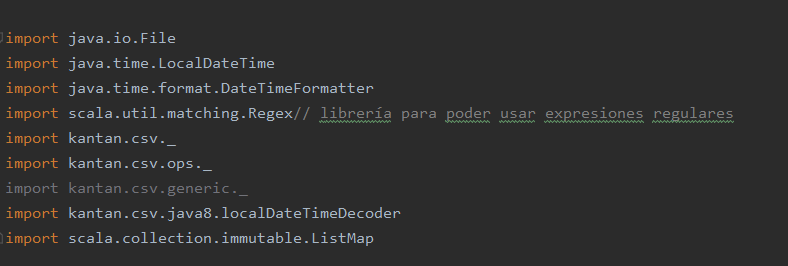 import java.io.File
import java.time.LocalDateTime
import java.time.format.DateTimeFormatter
import scala.util.matching.Regex// librería para poder usar expresiones regulares
import kantan.csv._
import kantan.csv.ops._
import kantan.csv.generic._
import kantan.csv.java8.localDateTimeDecoder
import scala.collection.immutable.ListMap